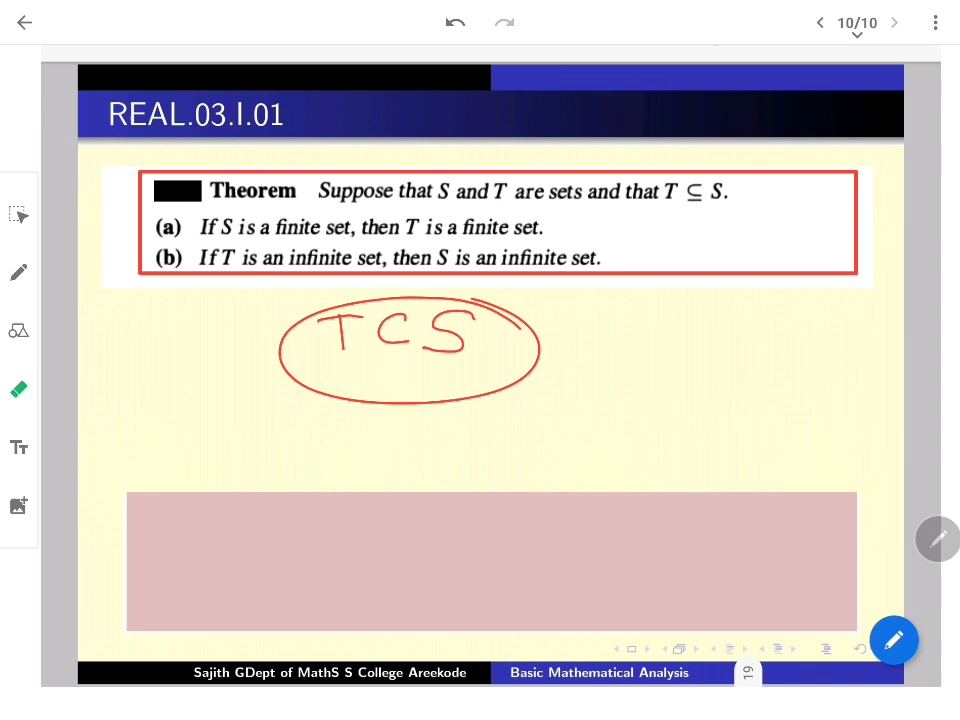 10/10
REAL.03.I.01
Theorem Suppose that S and T are sets and that T ⊆ S.
(a) If S is a finite set, then T is a finite set.
(b) If T is an infinite set, then S is an infinite set.
T C S
Tт
Sajith GDept of MathS S College Areekode Basic Mathematical Analysis 19